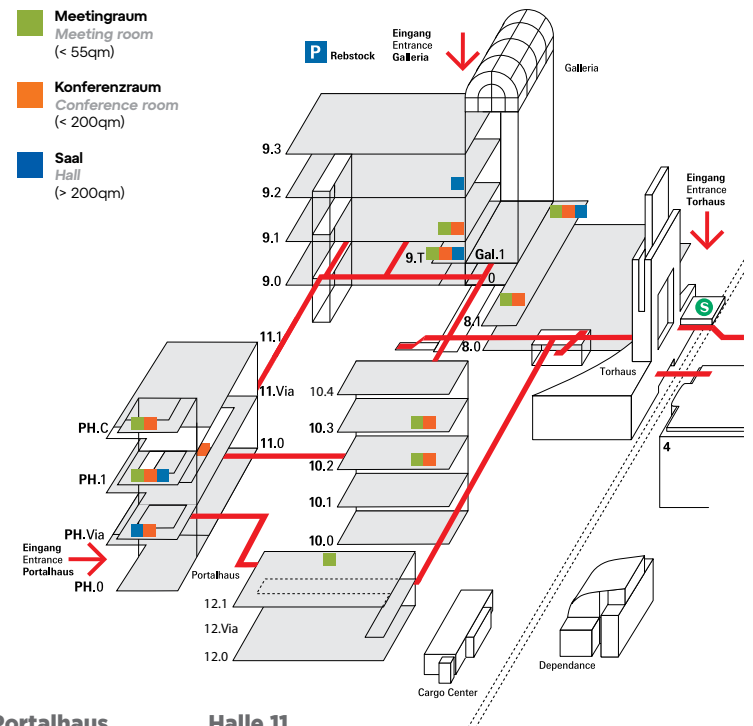 Meetingraum
Meeting room
(< 55qm)
Konferenzraum
Conference room
(< 200qm)
Saal
Hall
(> 200qm)
P Rebstock
Eingang
Entrance
Galleria
Galleria
Eingang
Entrance
Torhaus
9.3
9.2
9.1
9.T
Gal.1
9.0
0
8.1
8.0
S
Torhaus
4
11.1
11.Via
11.0
10.4
10.3
10.2
10.1
10.0
PH.C
PH.1
PH.Via
Eingang
Entrance
Portalhaus
PH.0
Portalhaus
12.1
12.Via
12.0
Cargo Center
Dependance
Portalhaus
Halle 11